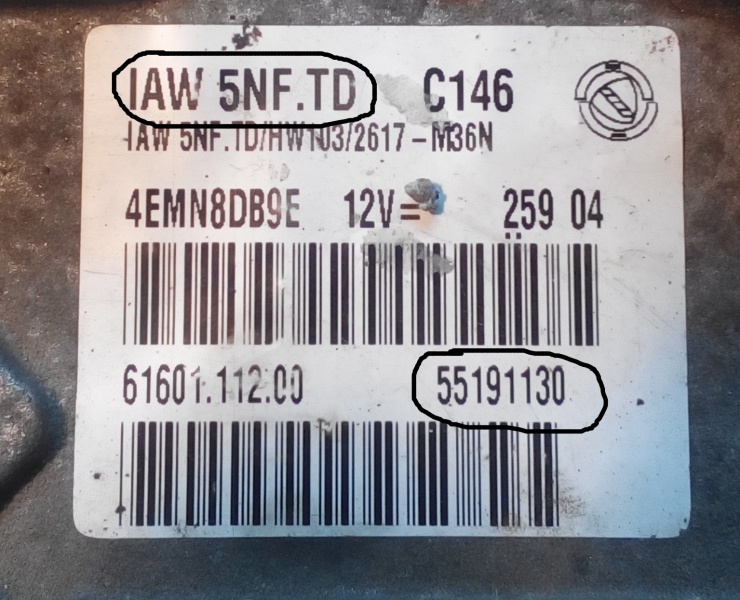 IAW 5NF.TD C146
IAW 5NF.TD/HW103/2617 – M36N
4EMN8DB9E 12V= 259 04
61601.112.00 55191130